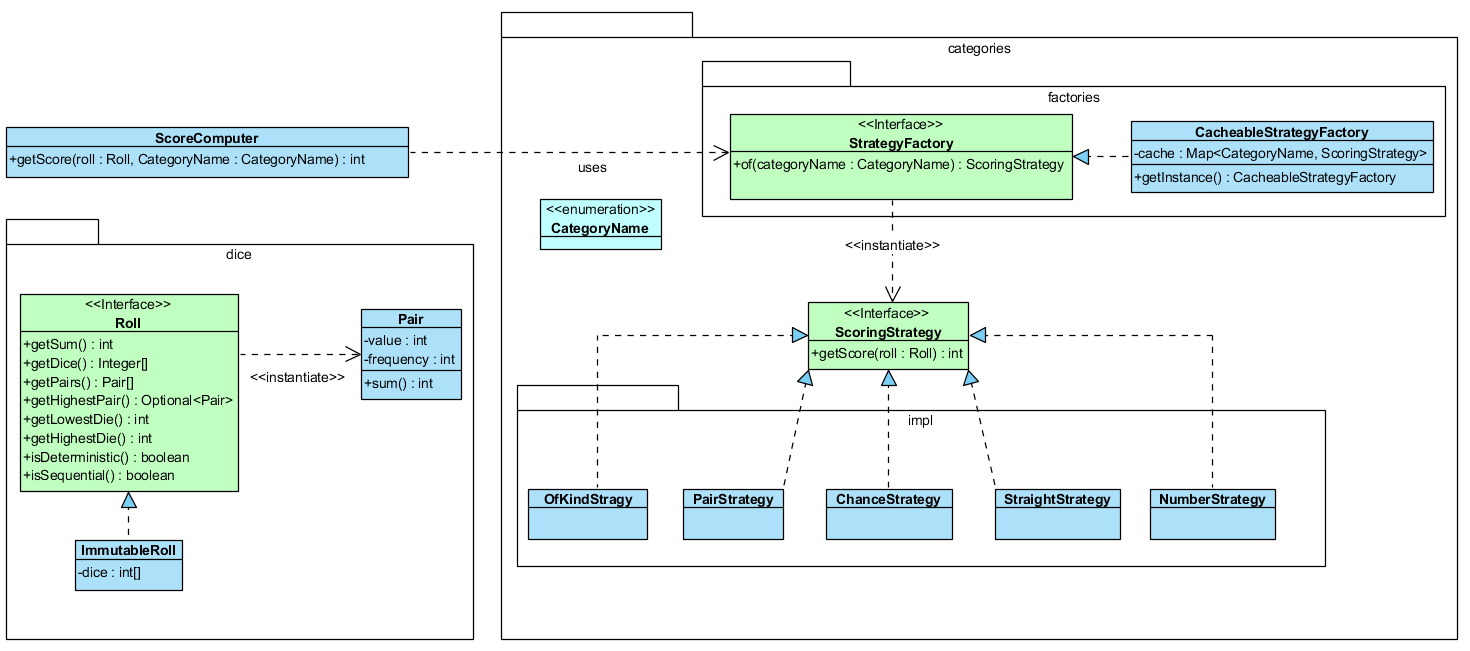 categories
factories
ScoreComputer
+getScore(roll : Roll, CategoryName : CategoryName) : int
uses
<<Interface>>
StrategyFactory
+of(categoryName : CategoryName) : ScoringStrategy
CacheableStrategyFactory
-cache : Map<CategoryName, ScoringStrategy>
+getInstance() : CacheableStrategyFactory
<<enumeration>>
CategoryName
<<instantiate>>
dice
<<Interface>>
Roll
+getSum() : int
+getDice() : Integer[]
+getPairs() : Pair[]
+getHighestPair() : Optional<Pair>
+getLowestDie() : int
+getHighestDie() : int
+isDeterministic() : boolean
+isSequential() : boolean
<<instantiate>>
Pair
-value : int
-frequency : int
+sum() : int
ImmutableRoll
-dice : int[]
<<Interface>>
ScoringStrategy
+getScore(roll : Roll) : int
impl
OfKindStragy
PairStrategy
ChanceStrategy
StraightStrategy
NumberStrategy